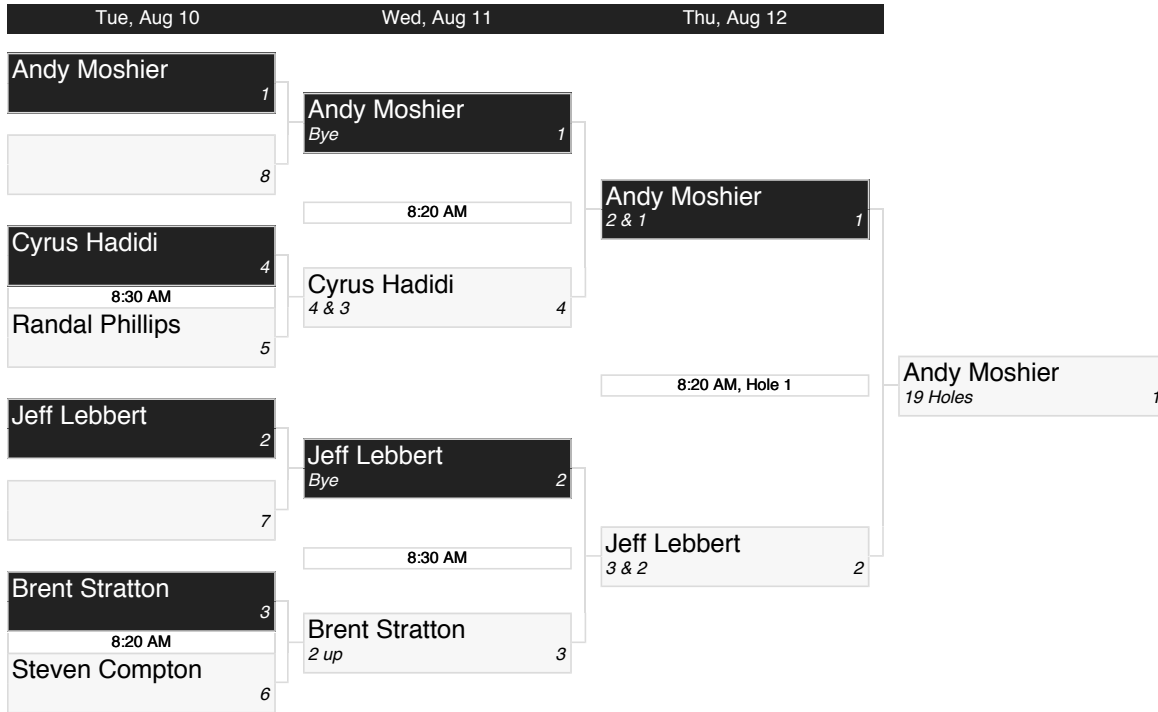 Tue, Aug 10
Wed, Aug 11
Thu, Aug 12
Andy Moshier
1
8
Cyrus Hadidi
4
8:30 AM
Randal Phillips
5
Jeff Lebbert
2
7
Brent Stratton
3
8:20 AM
Steven Compton
6
Andy Moshier
Bye 1
8:20 AM
Cyrus Hadidi
4 & 3 4
Jeff Lebbert
Bye 2
8:30 AM
Brent Stratton
2 up 3
Andy Moshier
2 & 1 1
8:20 AM, Hole 1
Jeff Lebbert
3 & 2 2
Andy Moshier
19 Holes 1